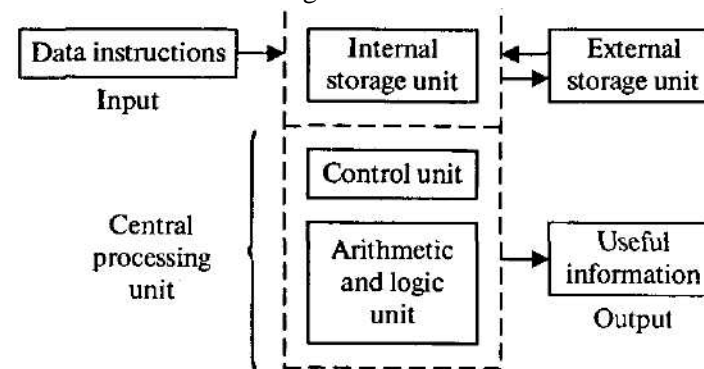 Data instructions
Input
Internal
storage unit
External
storage unit
Central
processing
unit
Control unit
Arithmetic
and logic
unit
Useful
information
Output